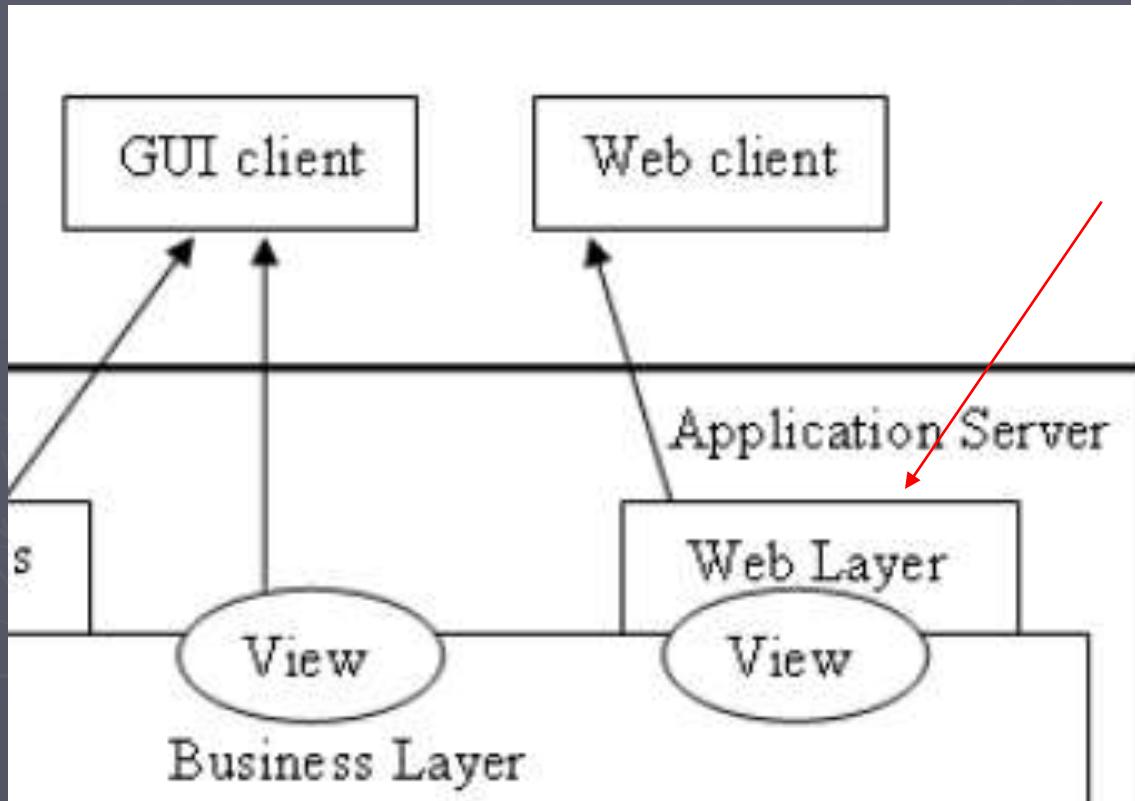 GUI client
Web client
Application Server
s
Web Layer
View
View
Business Layer